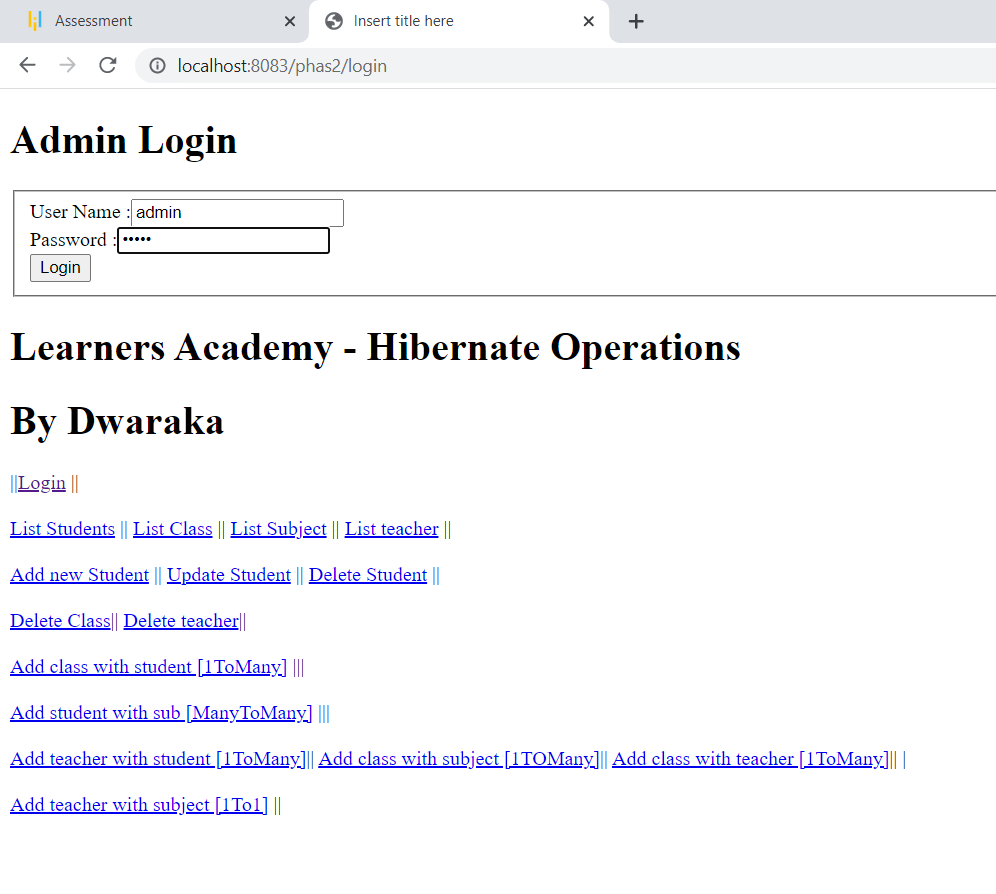 Assessment
Insert title here
localhost:8083/phas2/login
Admin Login
User Name :admin
Password :•••••
Login
Learners Academy - Hibernate Operations
By Dwaraka
||Login ||
List Students || List Class || List Subject || List teacher ||
Add new Student || Update Student || Delete Student ||
Delete Class|| Delete teacher||
Add class with student [1ToMany] |||
Add student with sub [ManyToMany] |||
Add teacher with student [1ToMany]|| Add class with subject [1TOMany]|| Add class with teacher [1ToMany]|| |
Add teacher with subject [1To1] ||